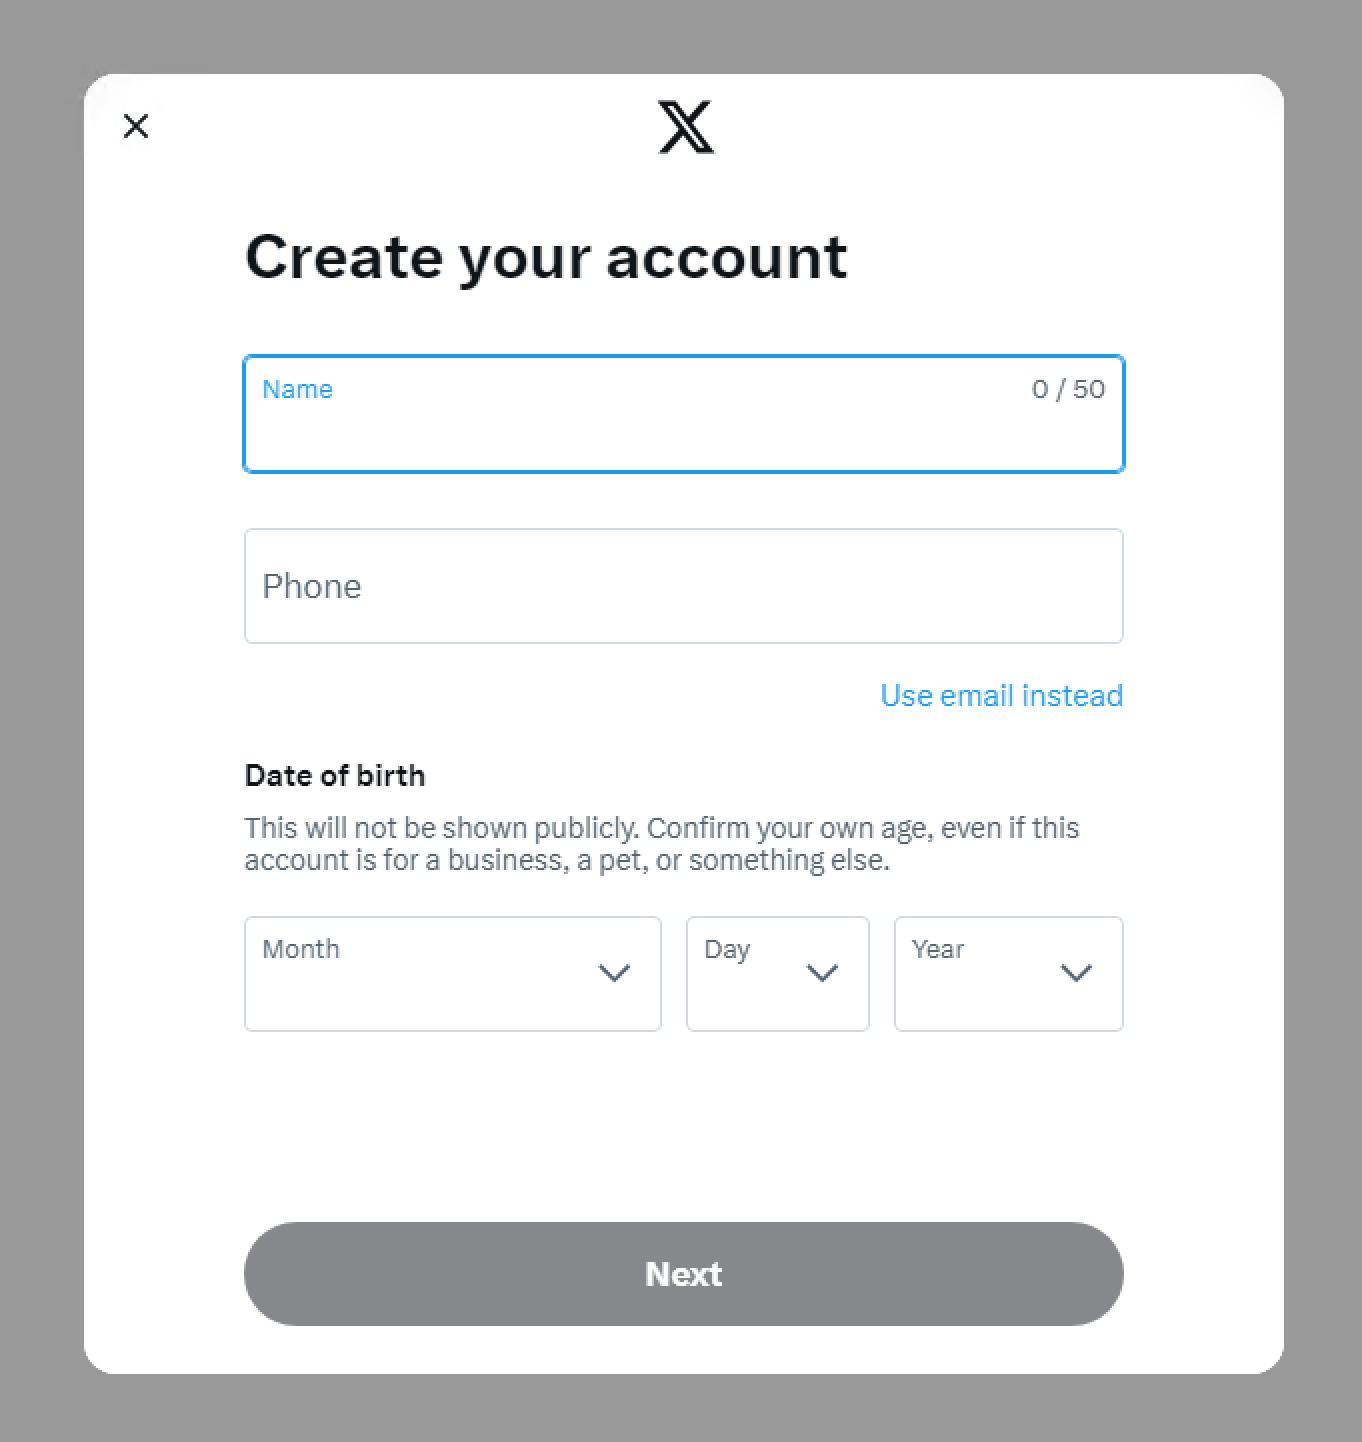 Create your account
Name 0 / 50
Phone
Use email instead
Date of birth
This will not be shown publicly. Confirm your own age, even if this
account is for a business, a pet, or something else.
Month Day Year
Next